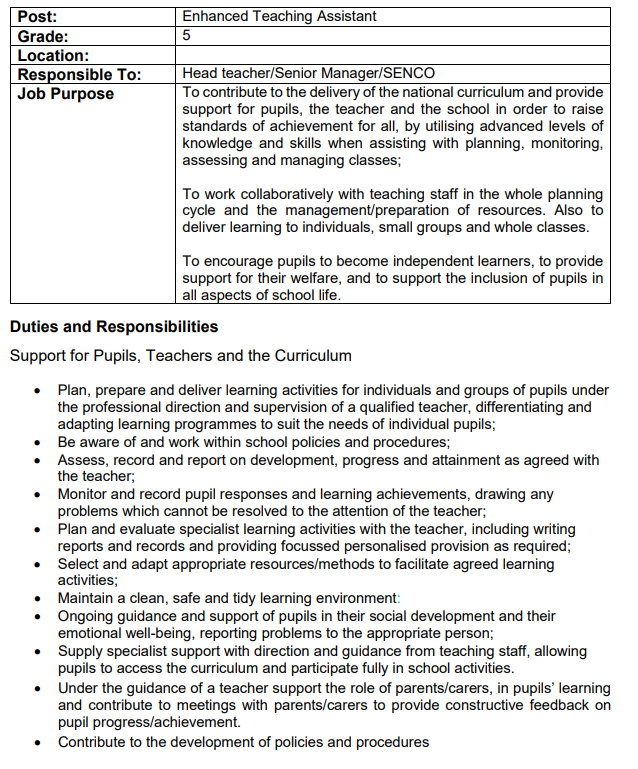 Post: Enhanced Teaching Assistant
Grade: 5
Location:
Responsible To: Head teacher/Senior Manager/SENCO
Job Purpose To contribute to the delivery of the national curriculum and provide
support for pupils, the teacher and the school in order to raise
standards of achievement for all, by utilising advanced levels of
knowledge and skills when assisting with planning, monitoring,
assessing and managing classes;
To work collaboratively with teaching staff in the whole planning
cycle and the management/preparation of resources. Also to
deliver learning to individuals, small groups and whole classes.
To encourage pupils to become independent learners, to provide
support for their welfare, and to support the inclusion of pupils in
all aspects of school life.
Duties and Responsibilities
Support for Pupils, Teachers and the Curriculum
• Plan, prepare and deliver learning activities for individuals and groups of pupils under
the professional direction and supervision of a qualified teacher, differentiating and
adapting learning programmes to suit the needs of individual pupils;
• Be aware of and work within school policies and procedures;
• Assess, record and report on development, progress and attainment as agreed with
the teacher;
• Monitor and record pupil responses and learning achievements, drawing any
problems which cannot be resolved to the attention of the teacher;
• Plan and evaluate specialist learning activities with the teacher, including writing
reports and records and providing focussed personalised provision as required;
• Select and adapt appropriate resources/methods to facilitate agreed learning
activities;
• Maintain a clean, safe and tidy learning environment:
• Ongoing guidance and support of pupils in their social development and their
emotional well-being, reporting problems to the appropriate person;
• Supply specialist support with direction and guidance from teaching staff, allowing
pupils to access the curriculum and participate fully in school activities.
• Under the guidance of a teacher support the role of parents/carers, in pupils' learning
and contribute to meetings with parents/carers to provide constructive feedback on
pupil progress/achievement.
• Contribute to the development of policies and procedures